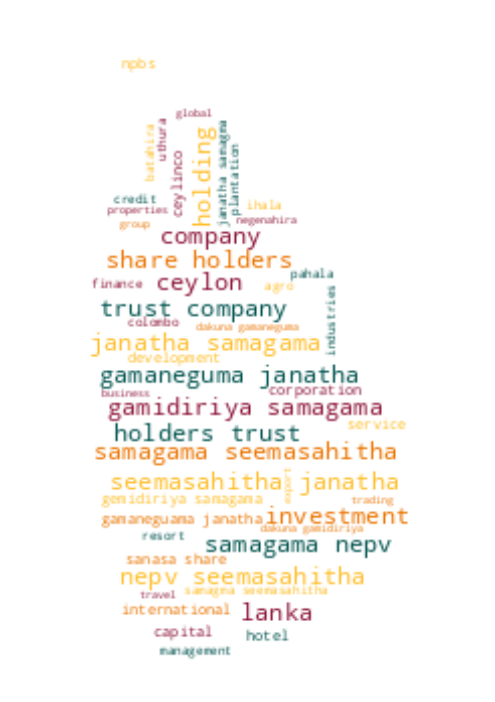 npbs
global
batahira
uthura
ceylinco
holding
janatha samagma
plantation
credit
properties
ihala
group
negenahira
company
share holders
pahala
finance
ceylon
agro
industries
trust company
colombo
dakuna gamaneguma
janatha samagama
development
gamaneguma janatha
business
corporation
gamidiriya samagama
service
holders trust
samagama seemasahitha
seemasahitha
export
janatha
gemidiriya samagama
trading
gamaneguama janatha
investment
dakuna gamidiriya
resort
samagama nepv
sanasa share
nepv seemasahitha
travel
samagma seemasahitha
international
lanka
capital
hotel
management